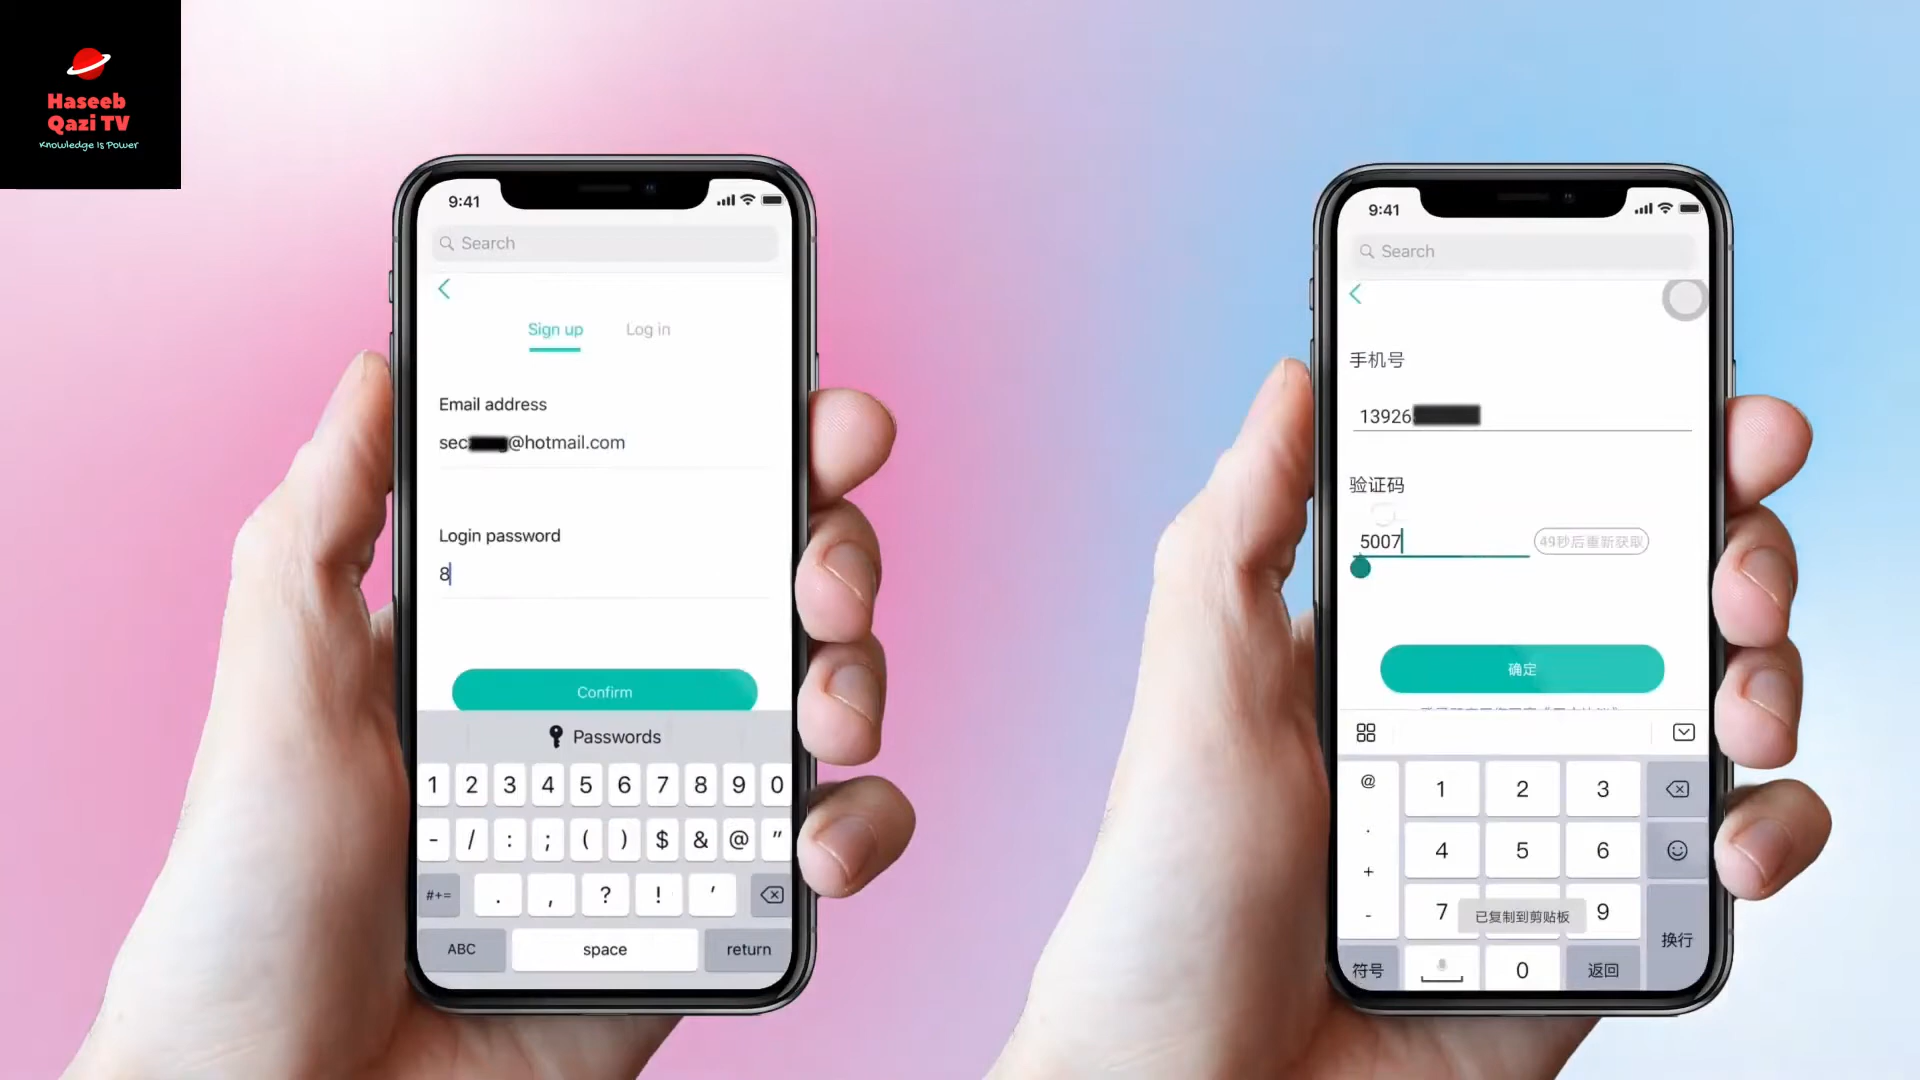 Haseeb
Qazi TV
Knowledge Is Power
9:41
Search
Sign up
Log in
Email address
sec
@hotmail.com
Login password
8
Confirm
Passwords
1 2 3 4 5 6 7 8 9 0
- / : ; ( ) $ & @ "
#+= . , ? ! '
ABC space return
9:41
Search
手机号
13926
验证码
5007
49秒后重新获取
确定
@ 1 2 3
.
4 5 6
+
- 7 9
已复制到剪贴板
换行
符号 0 返回